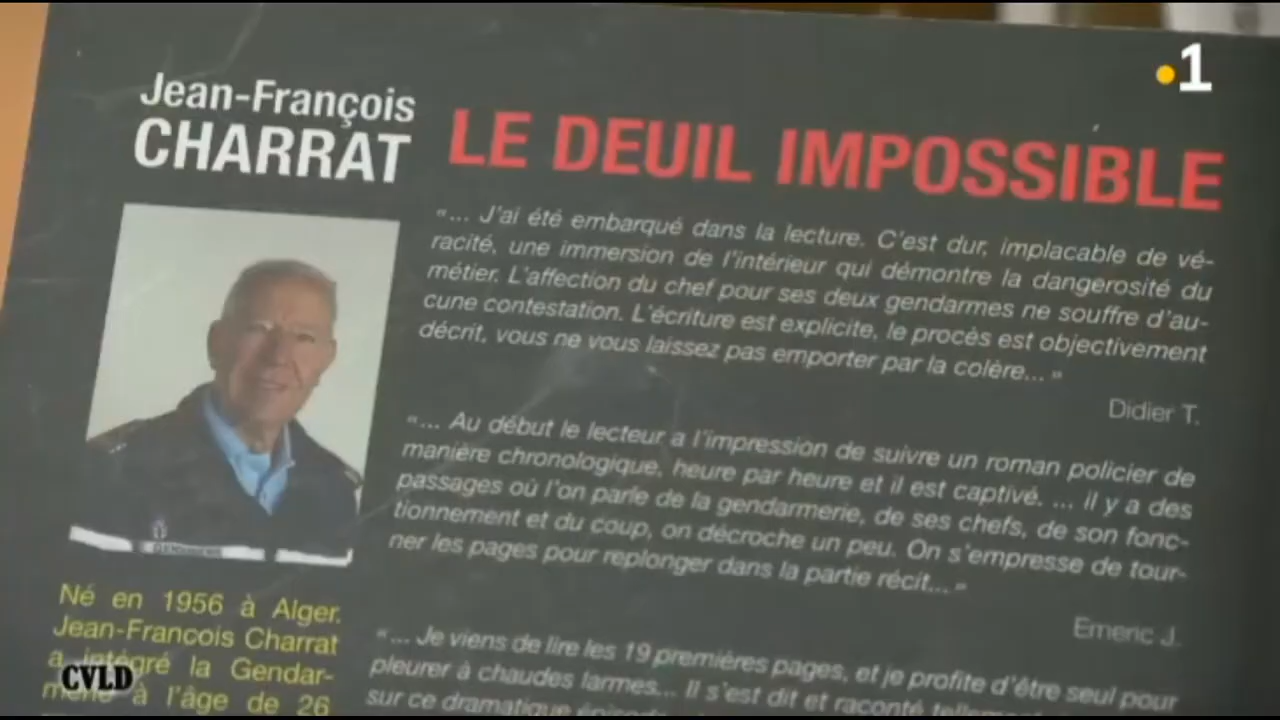 1
Jean-François
CHARRAT
LE DEUIL IMPOSSIBLE
«... J'ai été embarqué dans la lecture. C'est dur, implacable de vé-
racité, une immersion de l'intérieur qui démontre la dangerosité du
métier. L'affection du chef pour ses deux gendarmes ne souffre d'au-
cune contestation. L'écriture est explicite, le procès est objectivement
décrit, vous ne vous laissez pas emporter par la colère... »
Didier T.
«... Au début le lecteur a l'impression de suivre un roman policier de
manière chronologique, heure par heure et il est captivé. ... il y a des
passages où l'on parle de la gendarmerie, de ses chefs, de son fonc-
tionnement et du coup, on décroche un peu. On s'empresse de tour-
ner les pages pour replonger dans la partie récit... »
Emeric J.
«... Je viens de lire les 19 premières pages, et je profite d'être seul pour
pleurer à chaudes larmes... Il s'est dit et raconté
sur ce dramatique
GENDARMERIE
Né en 1956 à Alger.
Jean-François Charrat
a intégré la Gendar-
merie à l'âge de 26
CVLD